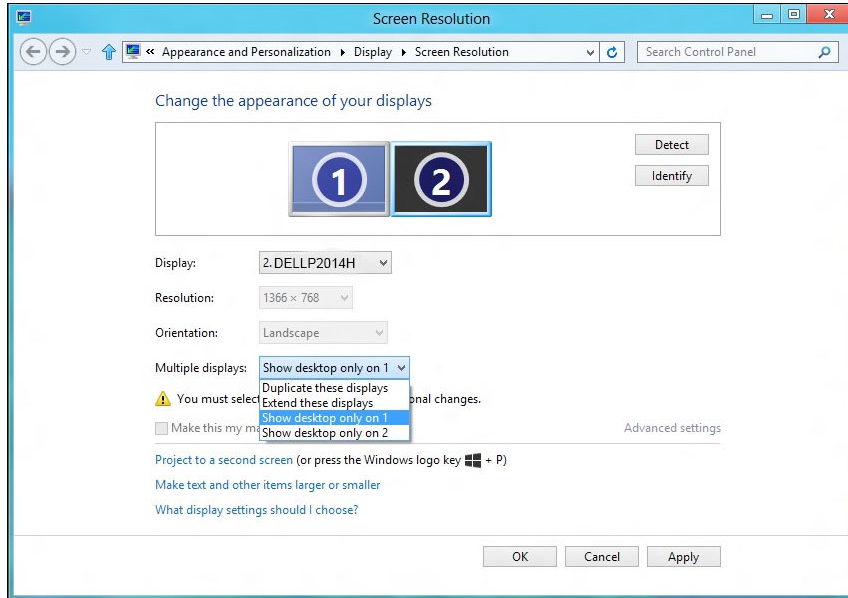 Screen Resolution
« Appearance and Personalization ▸ Display ▸ Screen Resolution
Search Control Panel
Change the appearance of your displays
1 2
Detect
Identify
Display: 2.DELLP2014H
Resolution: 1366 × 768
Orientation: Landscape
Multiple displays: Show desktop only on 1
Duplicate these displays
You must selec onal changes.
Extend these displays
Show desktop only on 1
Make this my m Advanced settings
Show desktop only on 2
Project to a second screen (or press the Windows logo key + P)
Make text and other items larger or smaller
What display settings should I choose?
OK Cancel Apply